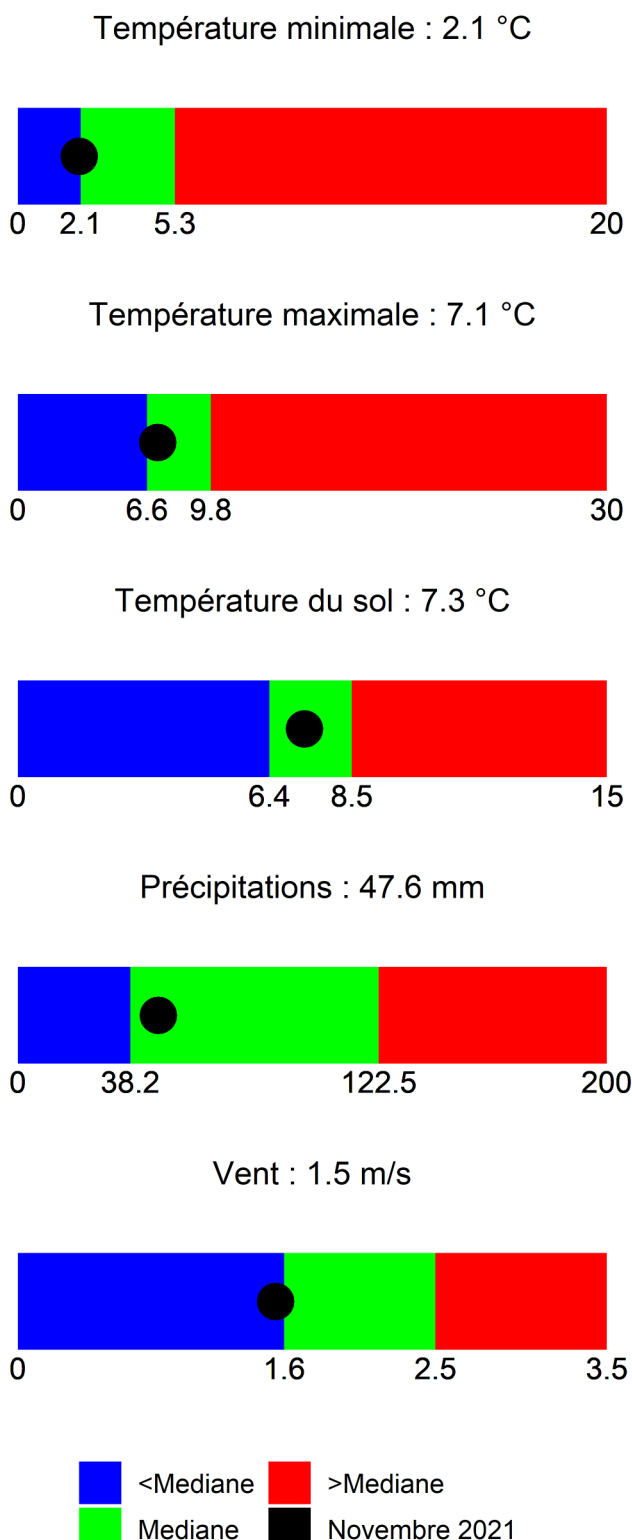 Température minimale : 2.1 °C
0 2.1 5.3 20
Température maximale : 7.1 °C
0 6.6 9.8 30
Température du sol : 7.3 °C
0 6.4 8.5 15
Précipitations : 47.6 mm
0 38.2 122.5 200
Vent : 1.5 m/s
0 1.6 2.5 3.5
<Mediane >Mediane
Mediane Novembre 2021